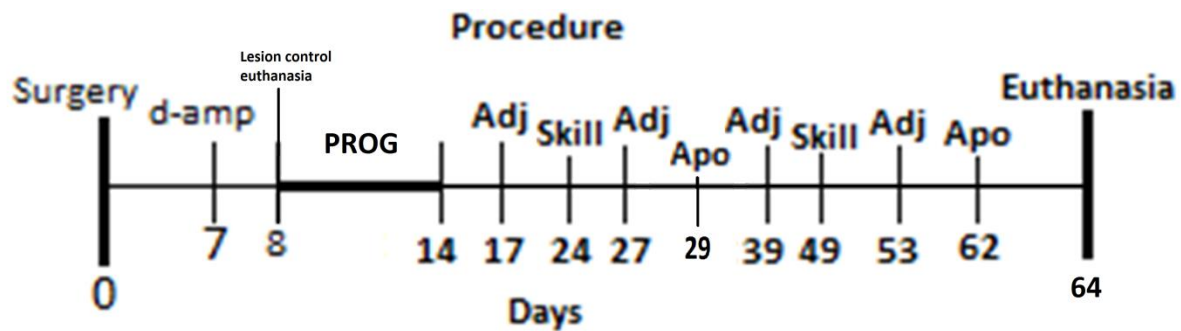 Procedure
Lesion control
euthanasia
Surgery
d-amp
PROG
Adj
Skill
Adj
Apo
Adj
Skill
Adj
Apo
Euthanasia
0
7
8
14
17
24
27
29
39
49
53
62
64
Days